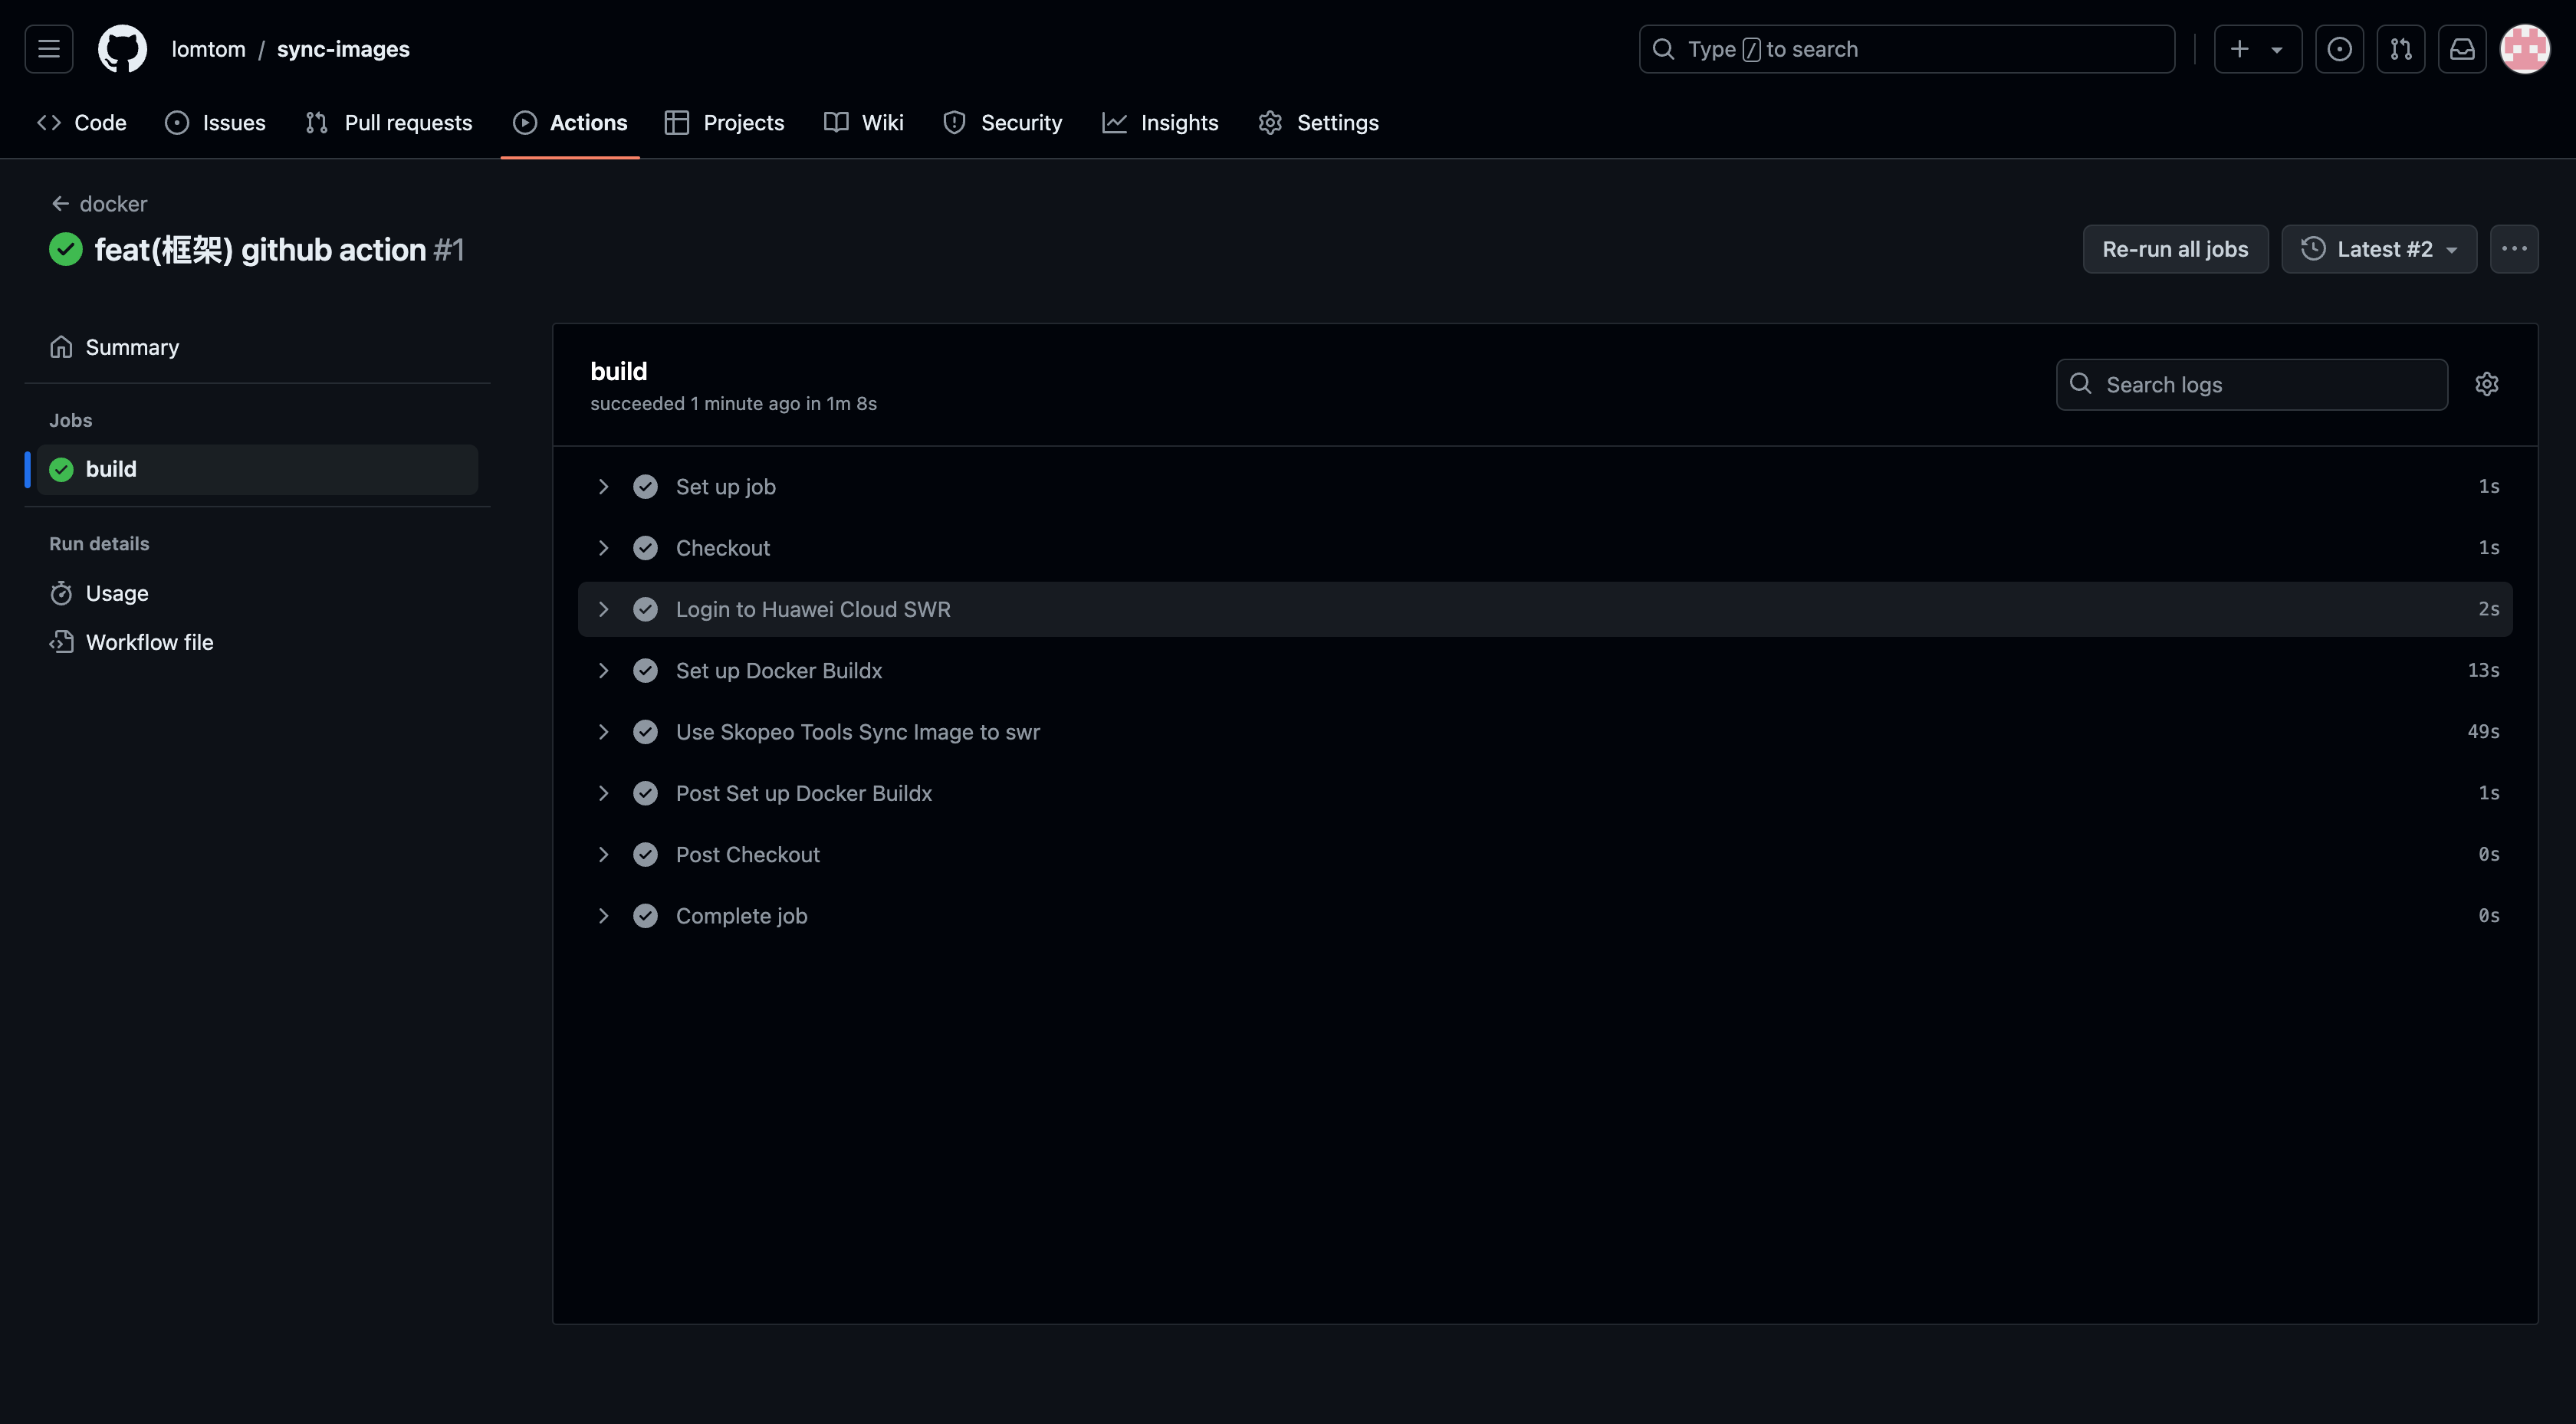 lomtom / sync-images
Type / to search
Code Issues Pull requests Actions Projects Wiki Security Insights Settings
docker
feat(框架) github action #1
Re-run all jobs Latest #2
Summary
Jobs
build
Run details
Usage
Workflow file
build
succeeded 1 minute ago in 1m 8s
Search logs
Set up job 1s
Checkout 1s
Login to Huawei Cloud SWR 2s
Set up Docker Buildx 13s
Use Skopeo Tools Sync Image to swr 49s
Post Set up Docker Buildx 1s
Post Checkout 0s
Complete job 0s